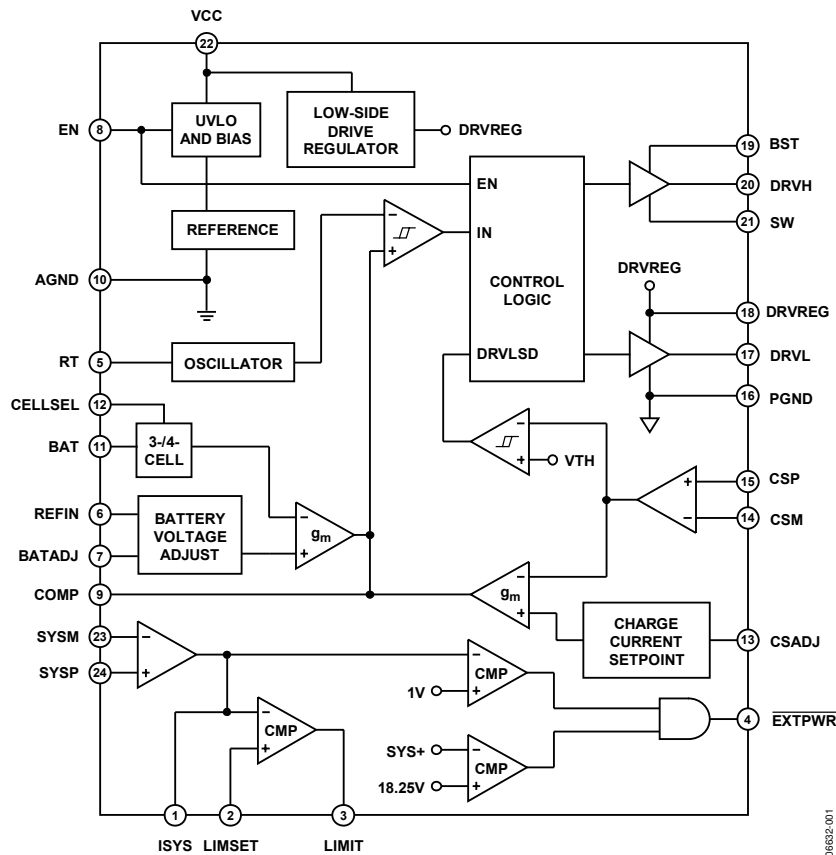 VCC
22
EN
8
UVLO
AND BIAS
LOW-SIDE
DRIVE
REGULATOR
DRVREG
REFERENCE
AGND
10
RT
5
OSCILLATOR
CELLSEL
12
BAT
11
3-/4-
CELL
REFIN
6
BATADJ
7
BATTERY
VOLTAGE
ADJUST
COMP
9
−
gm
+
−
+
EN
IN
CONTROL
LOGIC
DRVLSD
19
BST
20
DRVH
21
SW
DRVREG
18
DRVREG
17
DRVL
16
PGND
−
+
VTH
+
−
15
CSP
14
CSM
−
gm
+
CHARGE
CURRENT
SETPOINT
13
CSADJ
SYSM
23
−
SYSP
24
+
−
CMP
+
−
CMP
1V
+
SYS+
−
CMP
18.25V
+
4
EXTPWR
1
2
3
ISYS
LIMSET
LIMIT
06632-001